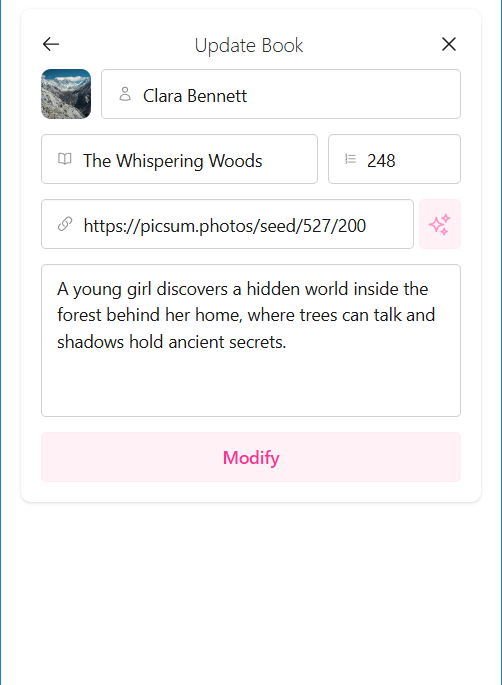 Update Book
Clara Bennett
The Whispering Woods
248
https://picsum.photos/seed/527/200
A young girl discovers a hidden world inside the
forest behind her home, where trees can talk and
shadows hold ancient secrets.
Modify